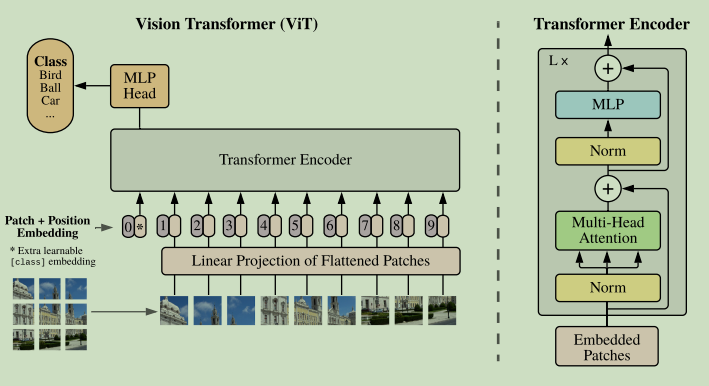 Vision Transformer (ViT)
Class
Bird
Ball
Car
...
MLP
Head
Transformer Encoder
Patch + Position
Embedding
* Extra learnable
[class] embedding
0 * 1 2 3 4 5 6 7 8 9
Linear Projection of Flattened Patches
Transformer Encoder
L x
+
MLP
Norm
+
Multi-Head
Attention
Norm
Embedded
Patches